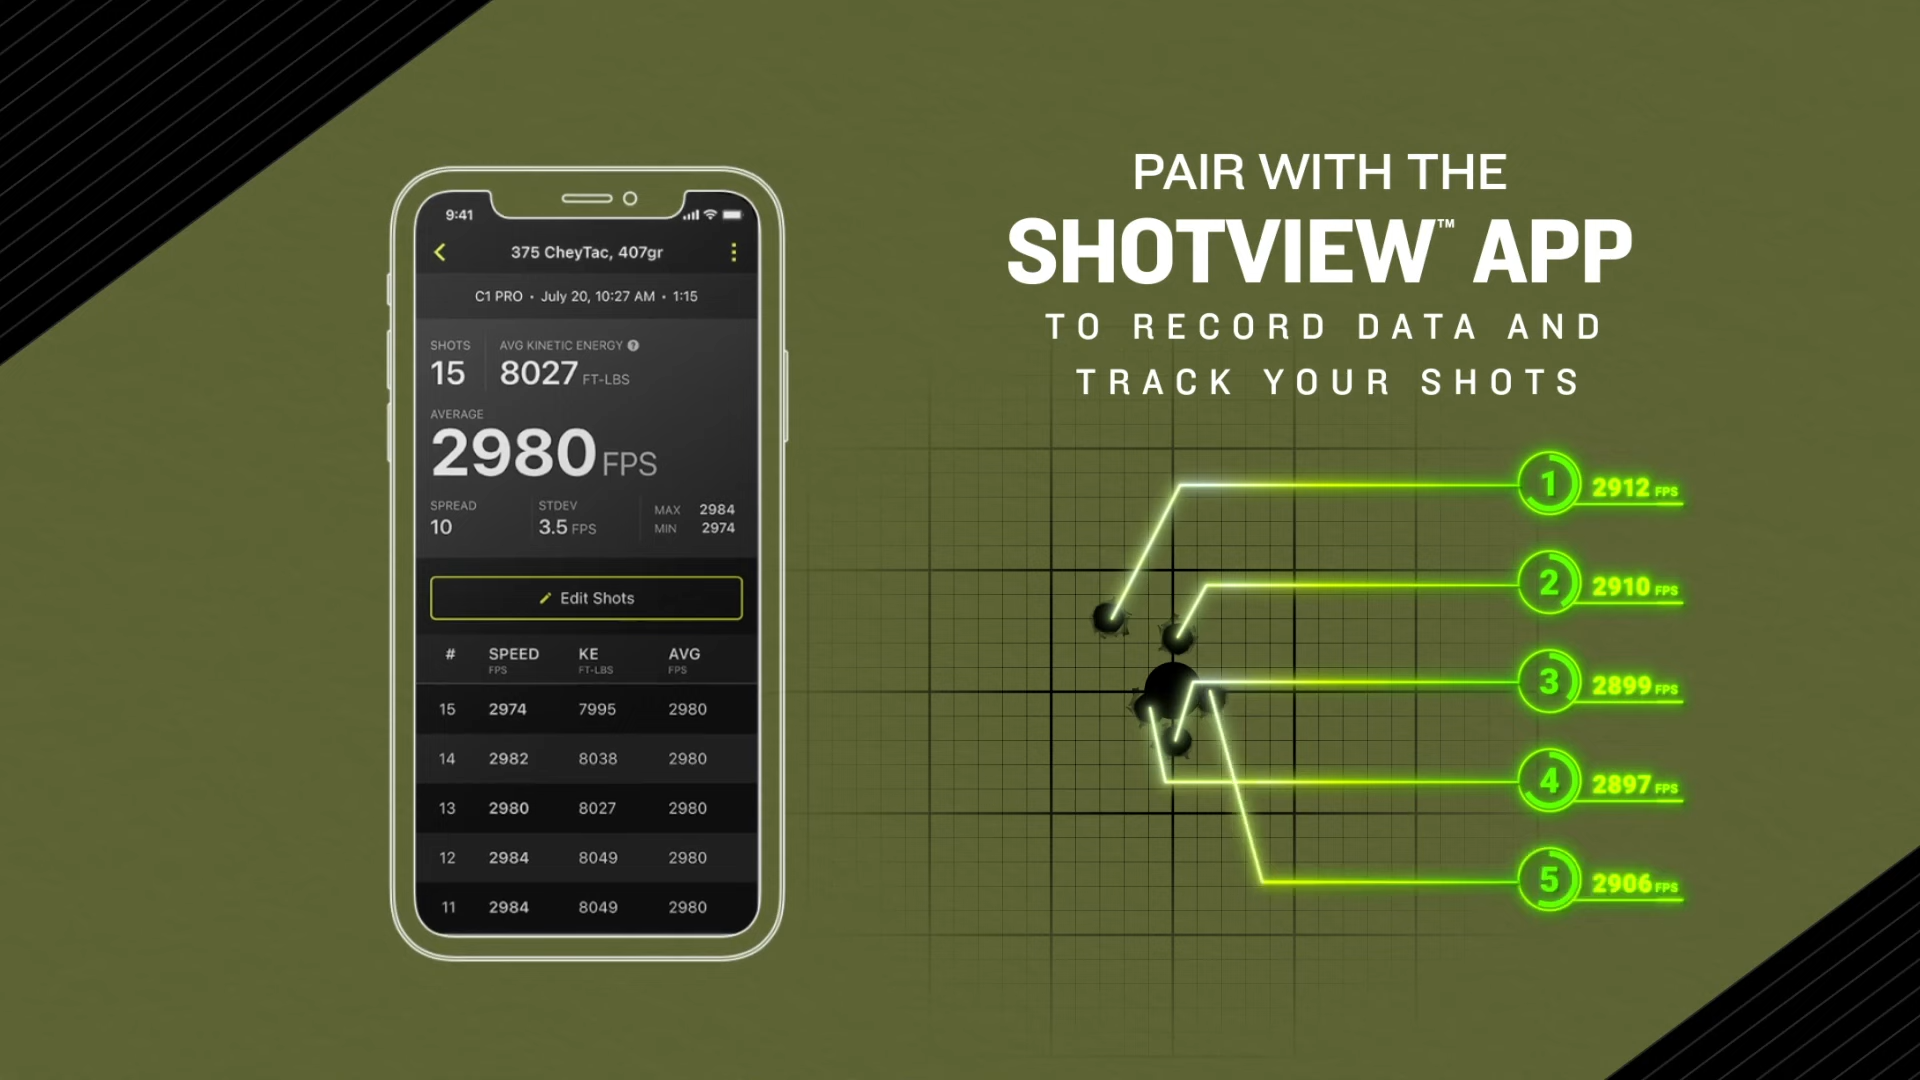 9:41
375 CheyTac, 407gr
C1 PRO • July 20, 10:27 AM • 1:15
SHOTS AVG KINETIC ENERGY ?
15 8027 FT-LBS
AVERAGE
2980 FPS
SPREAD STDEV MAX 2984
10 3.5 FPS MIN 2974
Edit Shots
# SPEED KE AVG
FPS FT-LBS FPS
15 2974 7995 2980
14 2982 8038 2980
13 2980 8027 2980
12 2984 8049 2980
11 2984 8049 2980
PAIR WITH THE
SHOTVIEW™ APP
TO RECORD DATA AND
TRACK YOUR SHOTS
1 2912 FPS
2 2910 FPS
3 2899 FPS
4 2897 FPS
5 2906 FPS